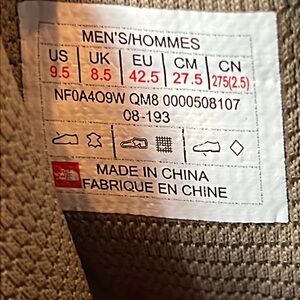 MEN'S/HOMMES
US UK EU CM CN
9.5 8.5 42.5 27.5 275(2.5)
NF0A4O9W QM8 0000508107
08-193
MADE IN CHINA
FABRIQUE EN CHINE